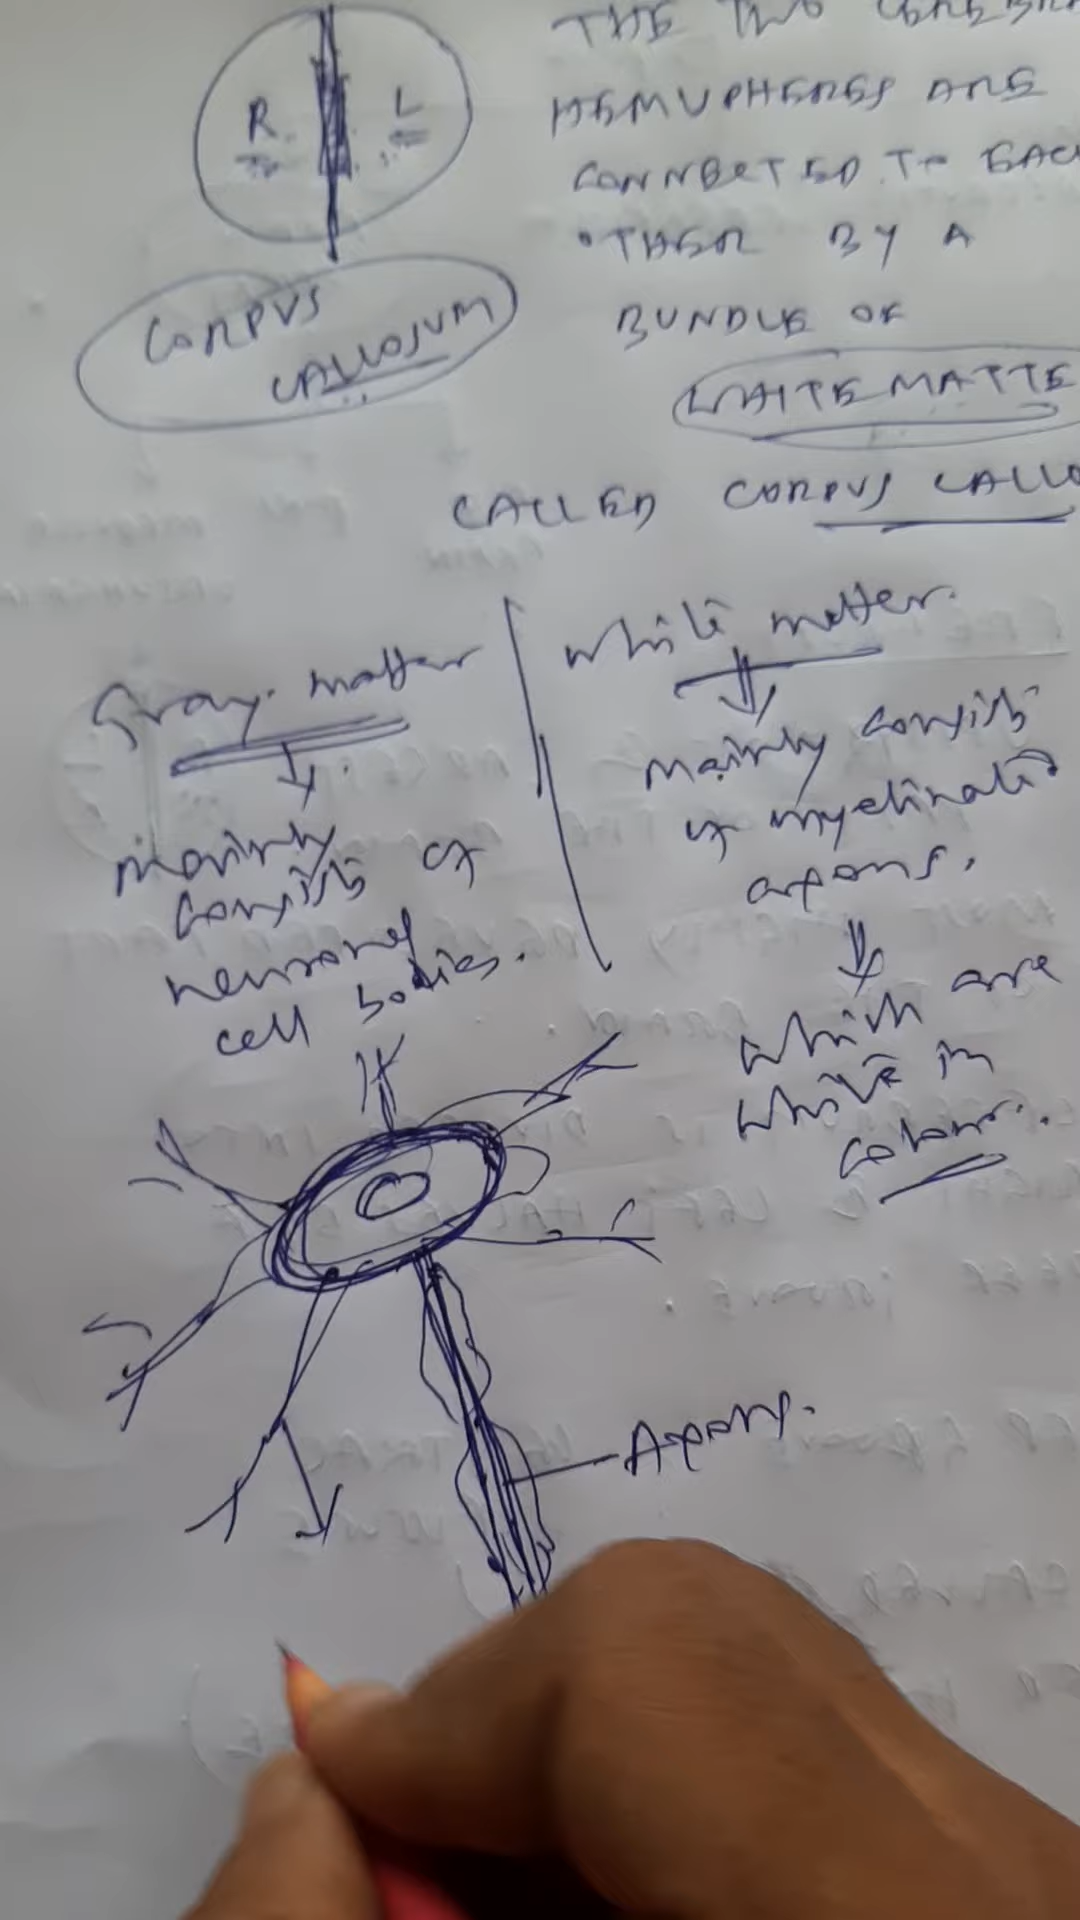 THE TWO CEREBRA
HEMISPHERES ARE
CONNECTED TO EAC
OTHER BY A
BUNDLE OF
WHITE MATTE
CALLED CORPUS CALLO
R
L
CORPUS
CALLOSUM
Gray matter
mainly
consists of
neuronal
cell bodies.
White matter.
mainly consists
of myelinated
axons.
which are
white in
colour.
Axons.